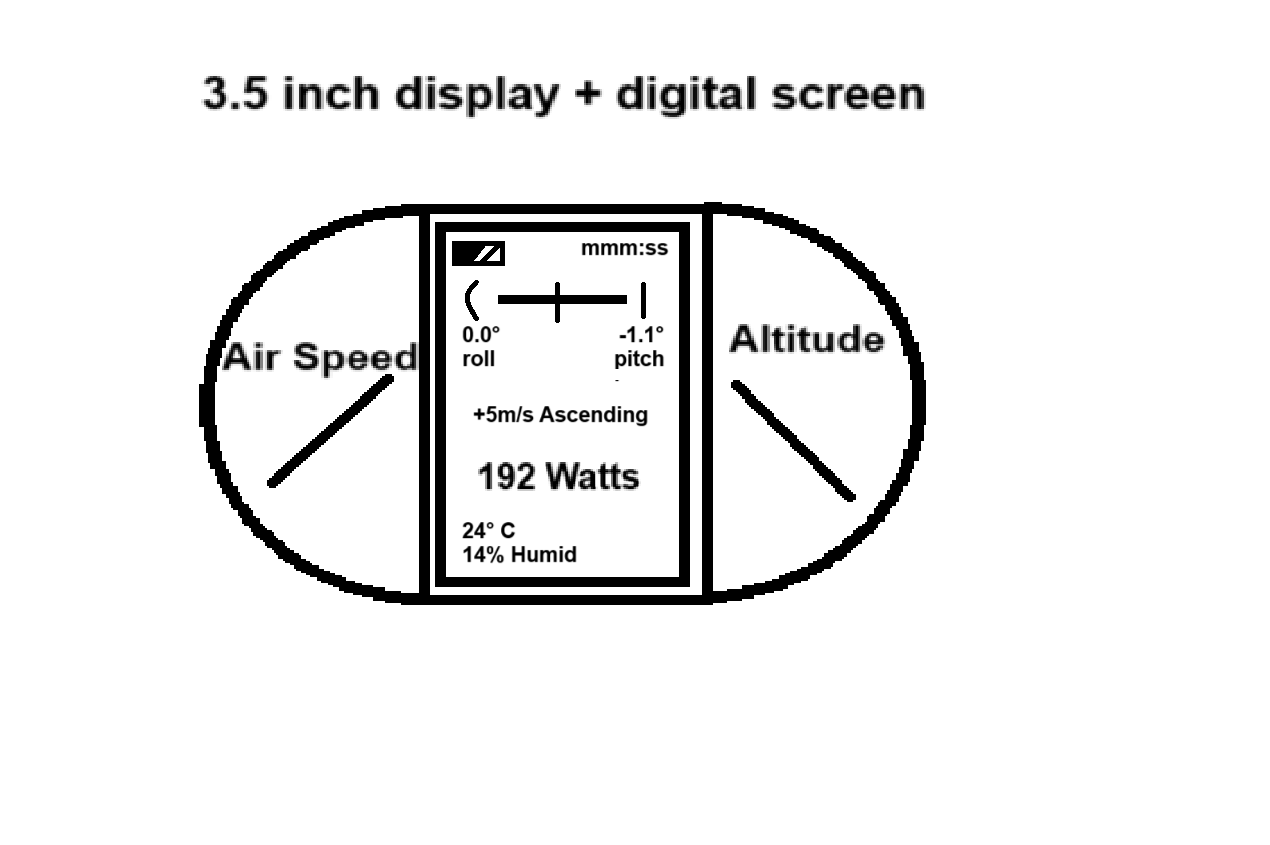 3.5 inch display + digital screen
mmm:ss
0.0° -1.1°
roll pitch
Air Speed
Altitude
+5m/s Ascending
192 Watts
24° C
14% Humid